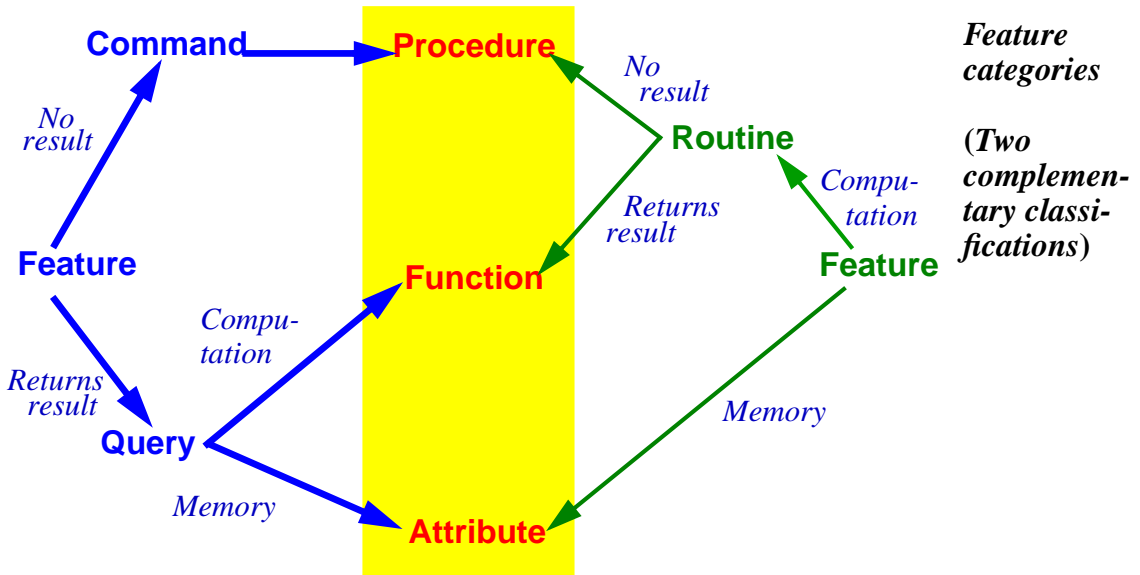 Command
Procedure
Feature
categories
No
result
No
result
Routine
(Two
complemen-
tary classi-
fications)
Compu-
tation
Returns
result
Feature
Function
Feature
Compu-
tation
Returns
result
Memory
Query
Memory
Attribute